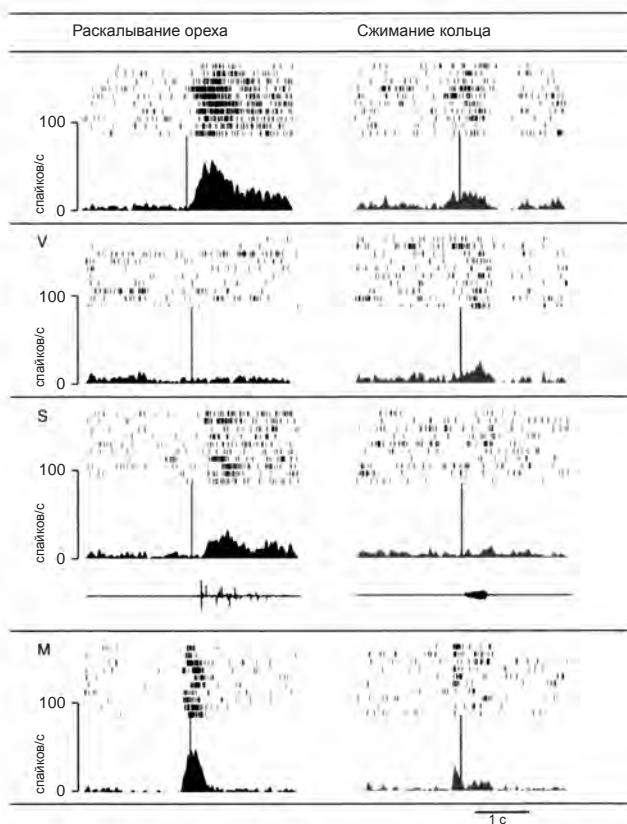 Раскалывание ореха Сжимание кольца
100
спайков/с
0
V
100
спайков/с
0
S
100
спайков/с
0
M
100
спайков/с
0
1 с